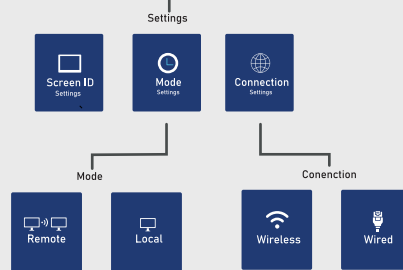 Settings
Screen ID
Settings
Mode
Settings
Connection
Settings
Mode
Conenction
Remote
Local
Wireless
Wired